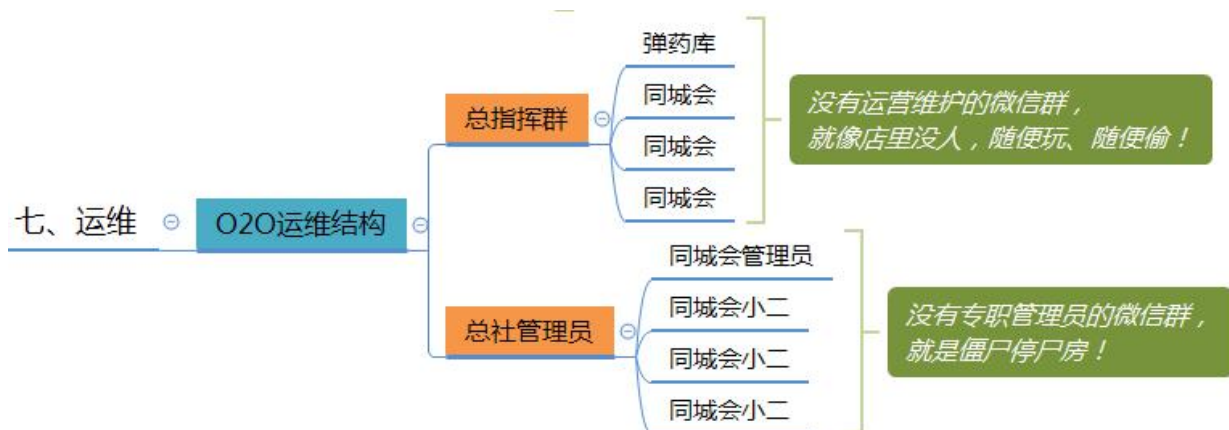 七、运维
O2O运维结构
总指挥群
弹药库
同城会
同城会
同城会
没有运营维护的微信群，
就像店里没人，随便玩、随便偷！
总社管理员
同城会管理员
同城会小二
同城会小二
同城会小二
没有专职管理员的微信群，
就是僵尸停尸房！